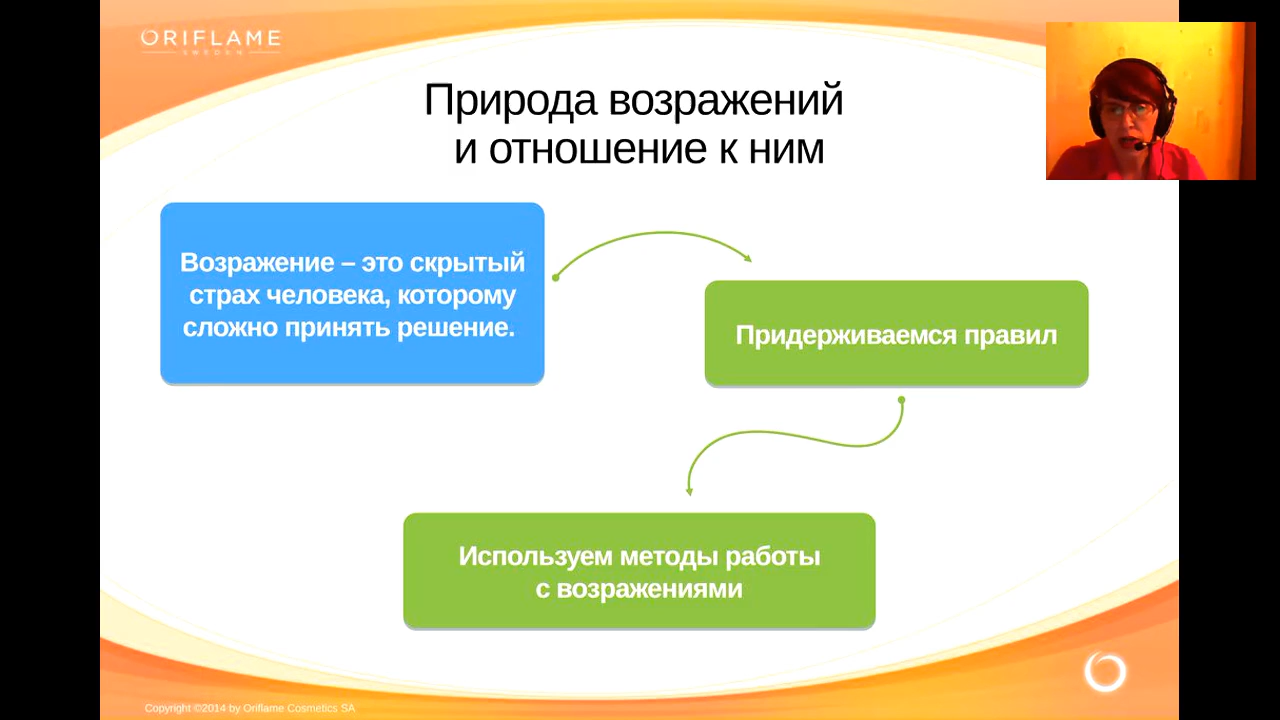 ORIFLAME
SWEDEN
Природа возражений
и отношение к ним
Возражение – это скрытый
страх человека, которому
сложно принять решение.
Придерживаемся правил
Используем методы работы
с возражениями
Copyright ©2014 by Oriflame Cosmetics SA